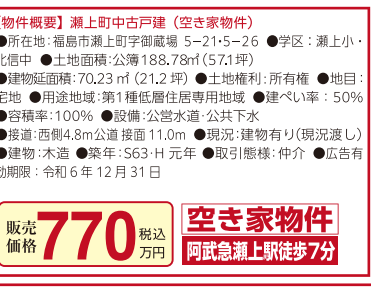 物件概要】瀬上町中古戸建（空き家物件）
●所在地：福島市瀬上町字御蔵場 5−21・5−26 ●学区：瀬上小・
北信中 ●土地面積：公簿188.78㎡（57.1坪）
●建物延面積：70.23㎡（21.2坪）●土地権利：所有権 ●地目：
宅地 ●用途地域：第1種低層住居専用地域 ●建ぺい率：50%
●容積率：100% ●設備：公営水道・公共下水
●接道：西側4.8m公道 接面11.0m ●現況：建物有り（現況渡し）
●建物：木造 ●築年：S63・H元年 ●取引態様：仲介 ●広告有
効期限：令和6年12月31日
販売価格 770 税込 万円
空き家物件
阿武急瀬上駅徒歩7分